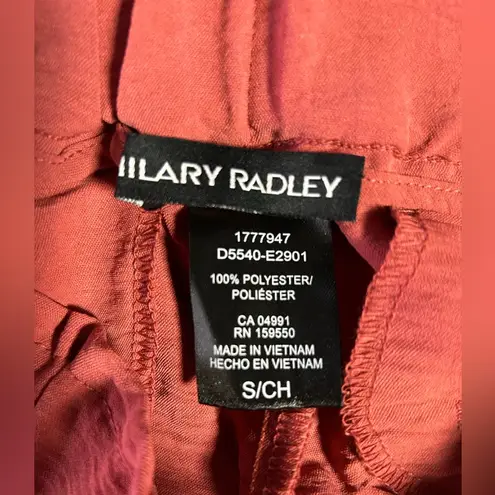 HILARY RADLEY
1777947
D5540-E2901
100% POLYESTER/
POLIÉSTER
CA 04991
RN 159550
MADE IN VIETNAM
HECHO EN VIETNAM
S/CH